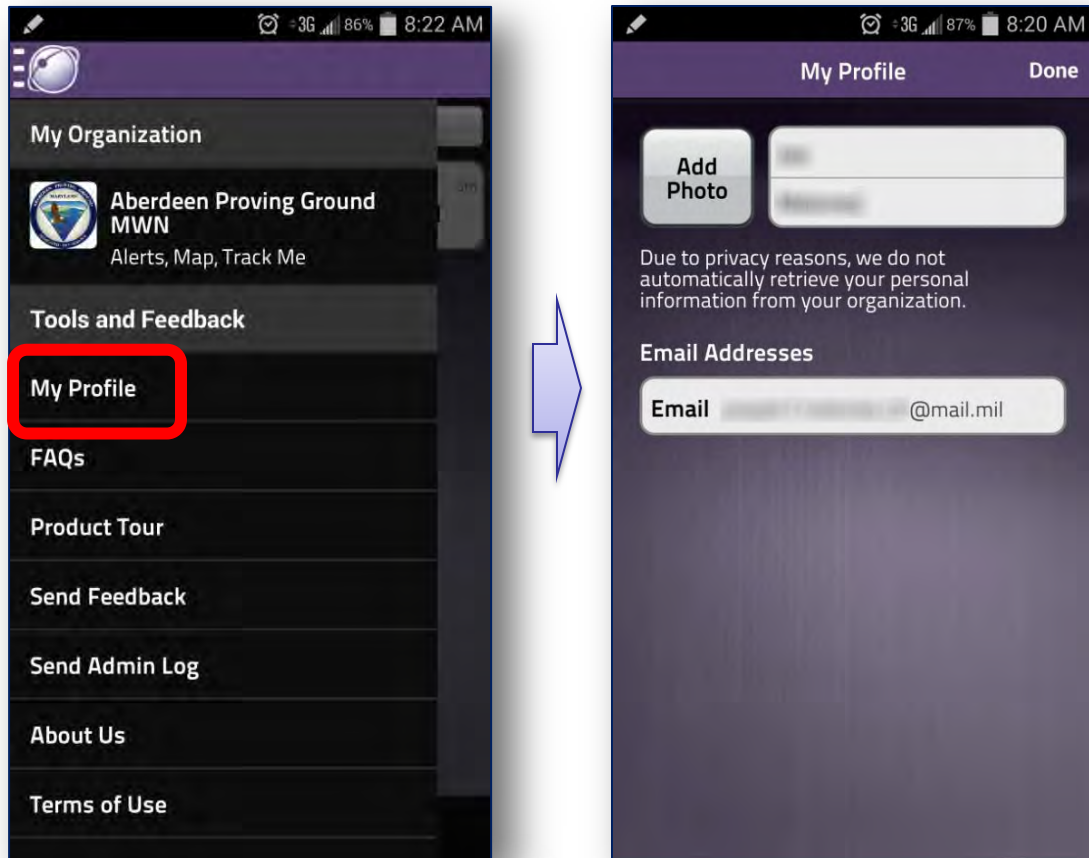 3G 86% 8:22 AM
My Organization
Aberdeen Proving Ground
MWN
Alerts, Map, Track Me
Tools and Feedback
My Profile
FAQs
Product Tour
Send Feedback
Send Admin Log
About Us
Terms of Use
3G 87% 8:20 AM
My Profile Done
Add
Photo
Due to privacy reasons, we do not
automatically retrieve your personal
information from your organization.
Email Addresses
Email @mail.mil